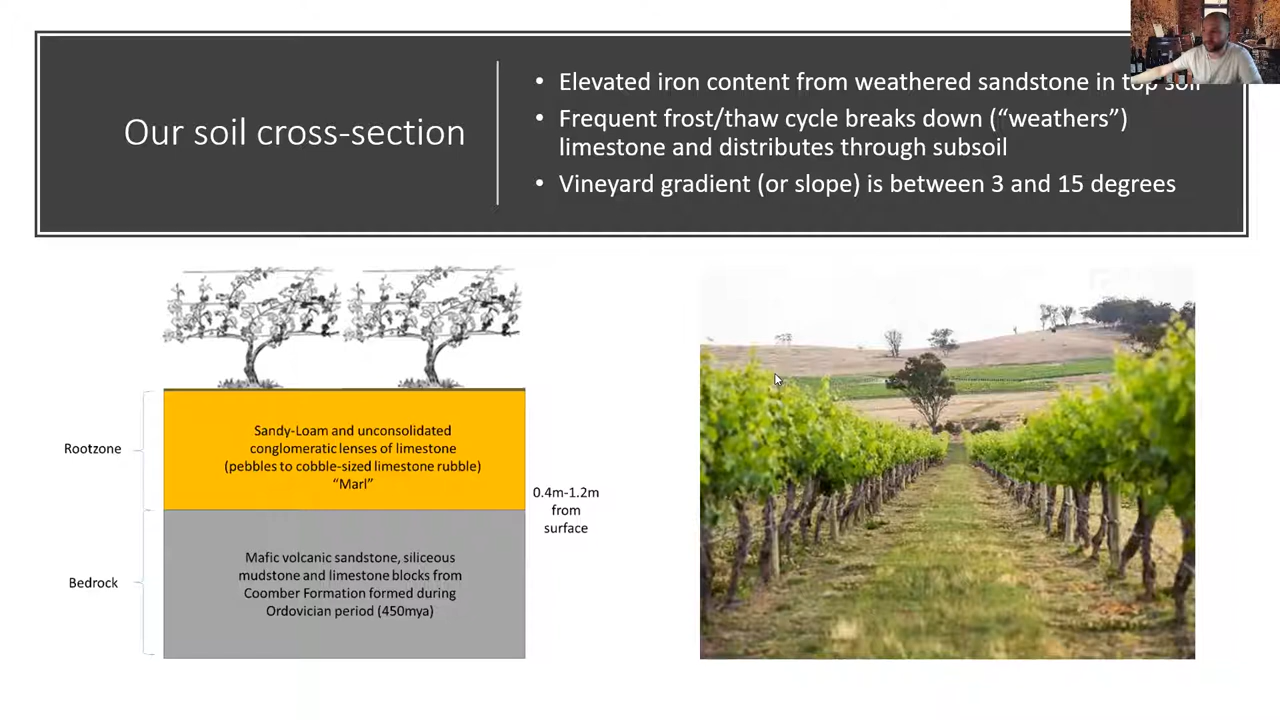 Our soil cross-section
• Elevated iron content from weathered sandstone in top soil
• Frequent frost/thaw cycle breaks down (“weathers”)
limestone and distributes through subsoil
• Vineyard gradient (or slope) is between 3 and 15 degrees
Rootzone
Sandy-Loam and unconsolidated
conglomeratic lenses of limestone
(pebbles to cobble-sized limestone rubble)
“Marl”
0.4m-1.2m
from
surface
Bedrock
Mafic volcanic sandstone, siliceous
mudstone and limestone blocks from
Coomber Formation formed during
Ordovician period (450mya)